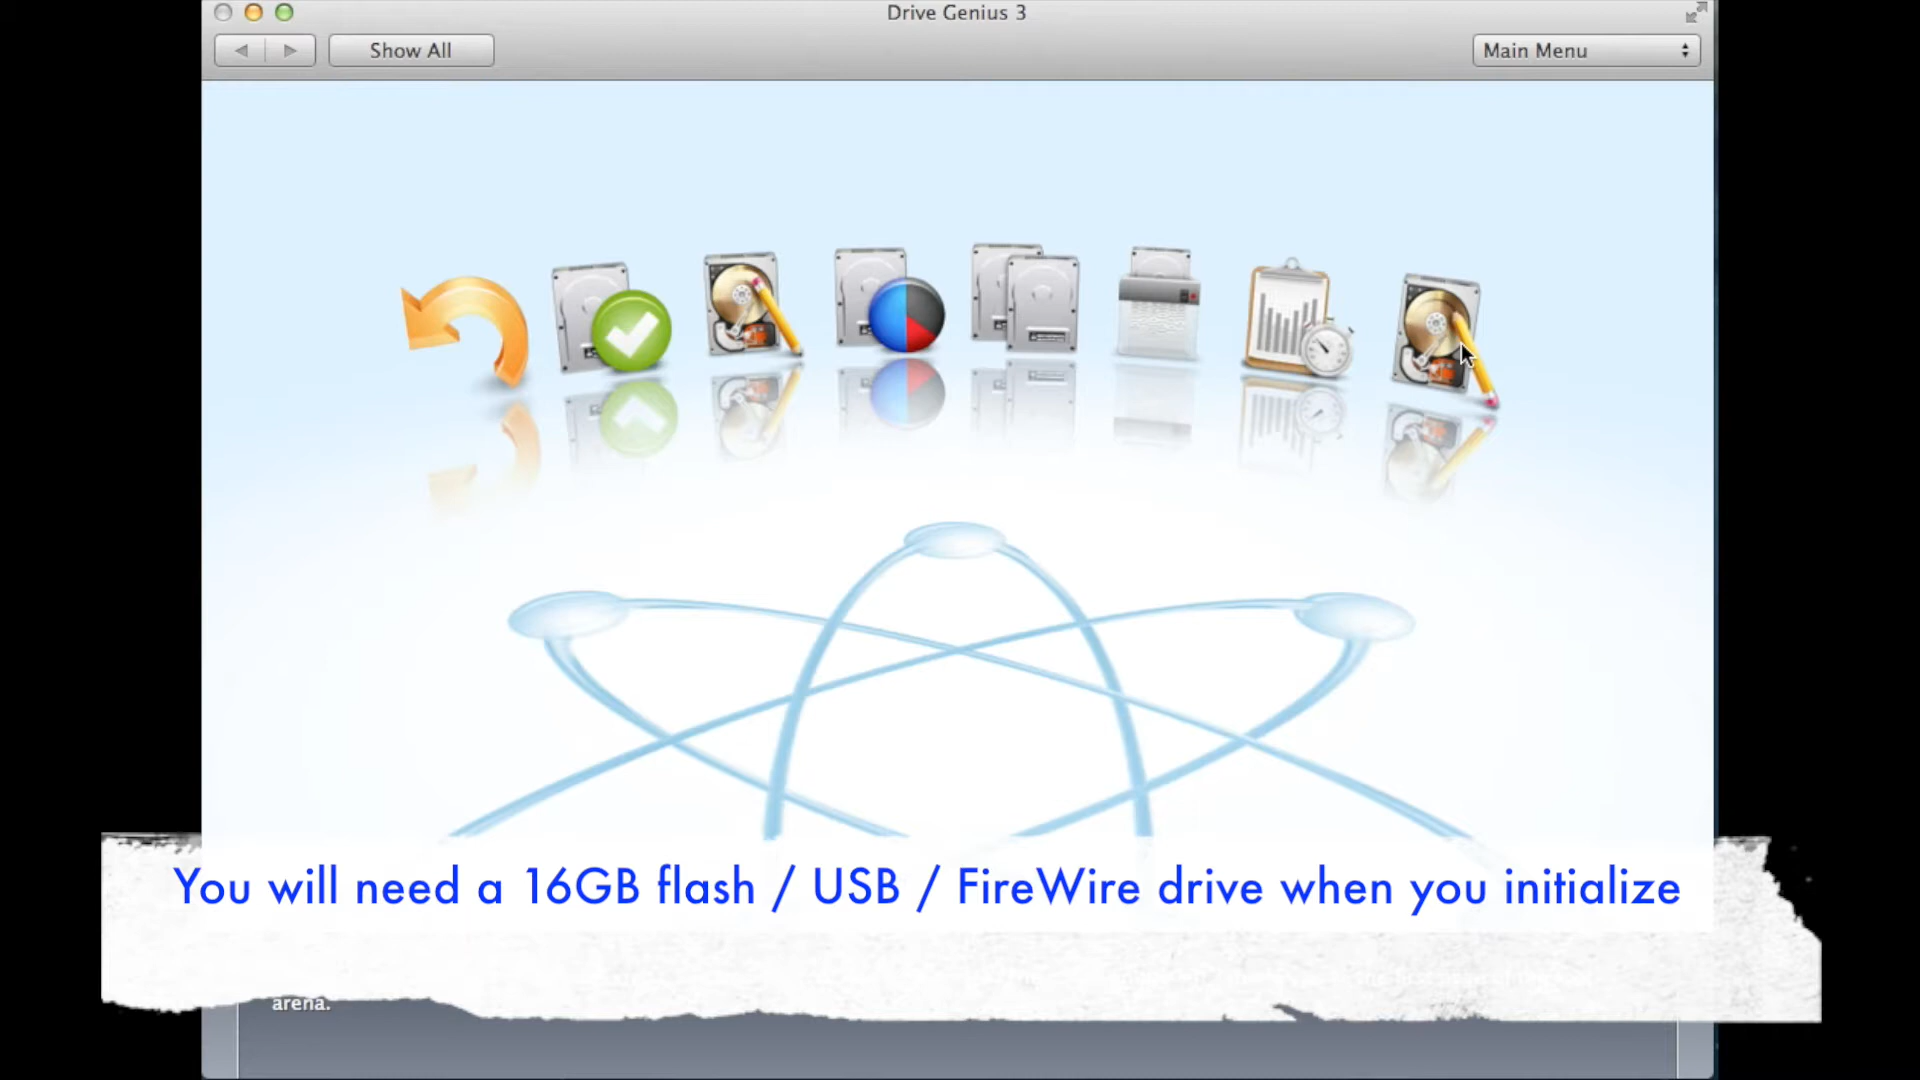 Drive Genius 3
Show All
Main Menu
You will need a 16GB flash / USB / FireWire drive when you initialize
arena.